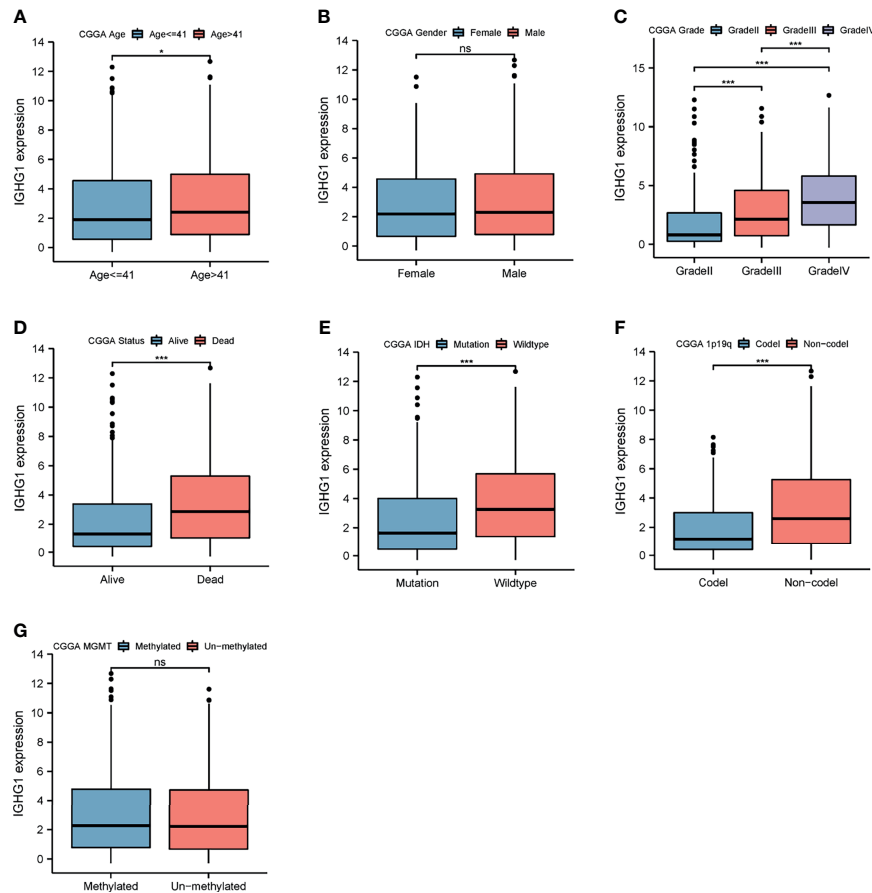 A
CGGA Age Age<=41 Age>41
*
14
12
10
8
6
4
2
0
IGHG1 expression
Age<=41 Age>41
B
CGGA Gender Female Male
ns
14
12
10
8
6
4
2
0
IGHG1 expression
Female Male
C
CGGA Grade GradeII GradeIII GradeIV
***
***
***
15
10
5
0
IGHG1 expression
GradeII GradeIII GradeIV
D
CGGA Status Alive Dead
***
14
12
10
8
6
4
2
0
IGHG1 expression
Alive Dead
E
CGGA IDH Mutation Wildtype
***
14
12
10
8
6
4
2
0
IGHG1 expression
Mutation Wildtype
F
CGGA 1p19q Codel Non-codel
***
14
12
10
8
6
4
2
0
IGHG1 expression
Codel Non-codel
G
CGGA MGMT Methylated Un-methylated
ns
14
12
10
8
6
4
2
0
IGHG1 expression
Methylated Un-methylated